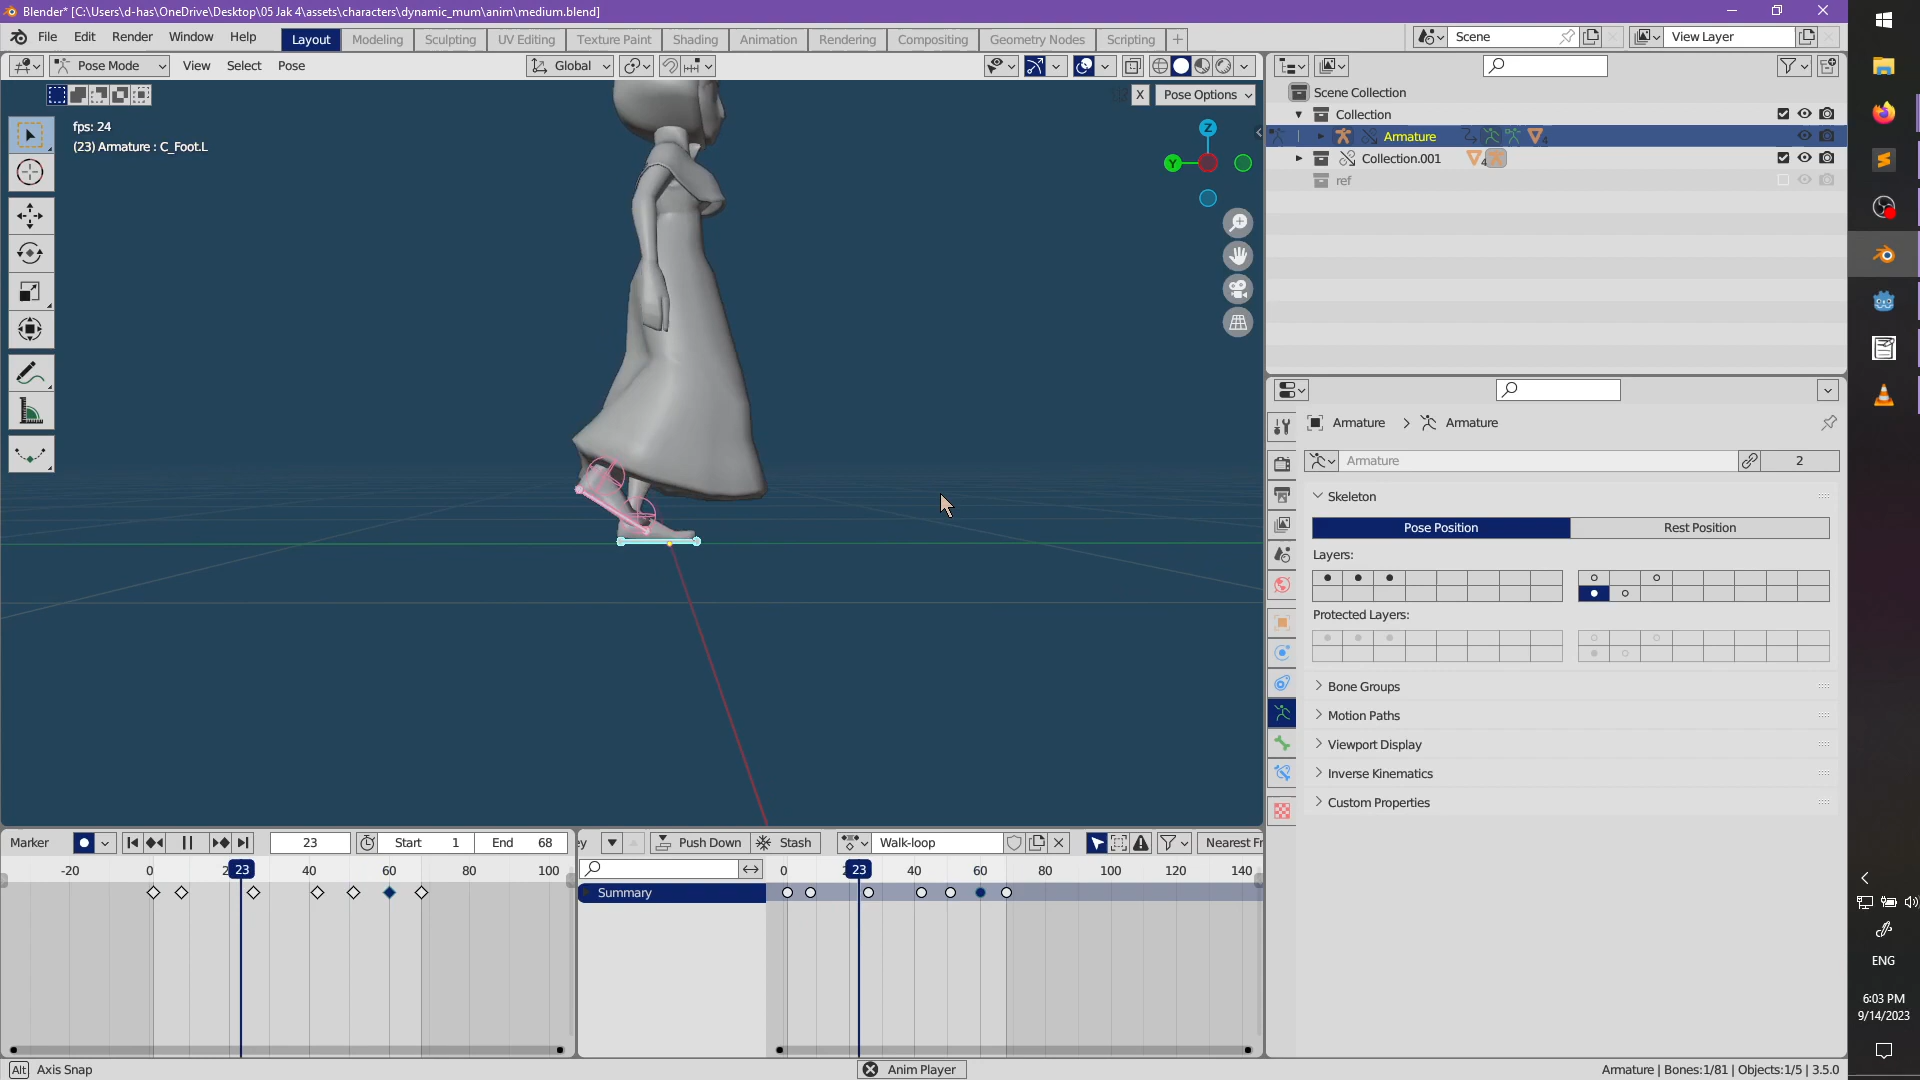 Blender* [C:\Users\d-has\OneDrive\Desktop\05 Jak 4\assets\characters\dynamic_mum\anim\medium.blend]
File Edit Render Window Help Layout Modeling Sculpting UV Editing Texture Paint Shading Animation Rendering Compositing Geometry Nodes Scripting + Scene View Layer
Pose Mode View Select Pose Global
X Pose Options
fps: 24
(23) Armature : C_Foot.L
Z
Y
Scene Collection
Collection
Armature 4
Collection.001 4
ref
Armature > Armature
Armature 2
Skeleton
Pose Position Rest Position
Layers:
Protected Layers:
Bone Groups
Motion Paths
Viewport Display
Inverse Kinematics
Custom Properties
Marker 23 Start 1 End 68
-20 0 2 23 40 60 80 100
ey Push Down Stash Walk-loop Nearest Fr
0 23 40 60 80 100 120 140
Summary
Alt Axis Snap Anim Player Armature | Bones:1/81 | Objects:1/5 | 3.5.0
ENG
6:03 PM
9/14/2023